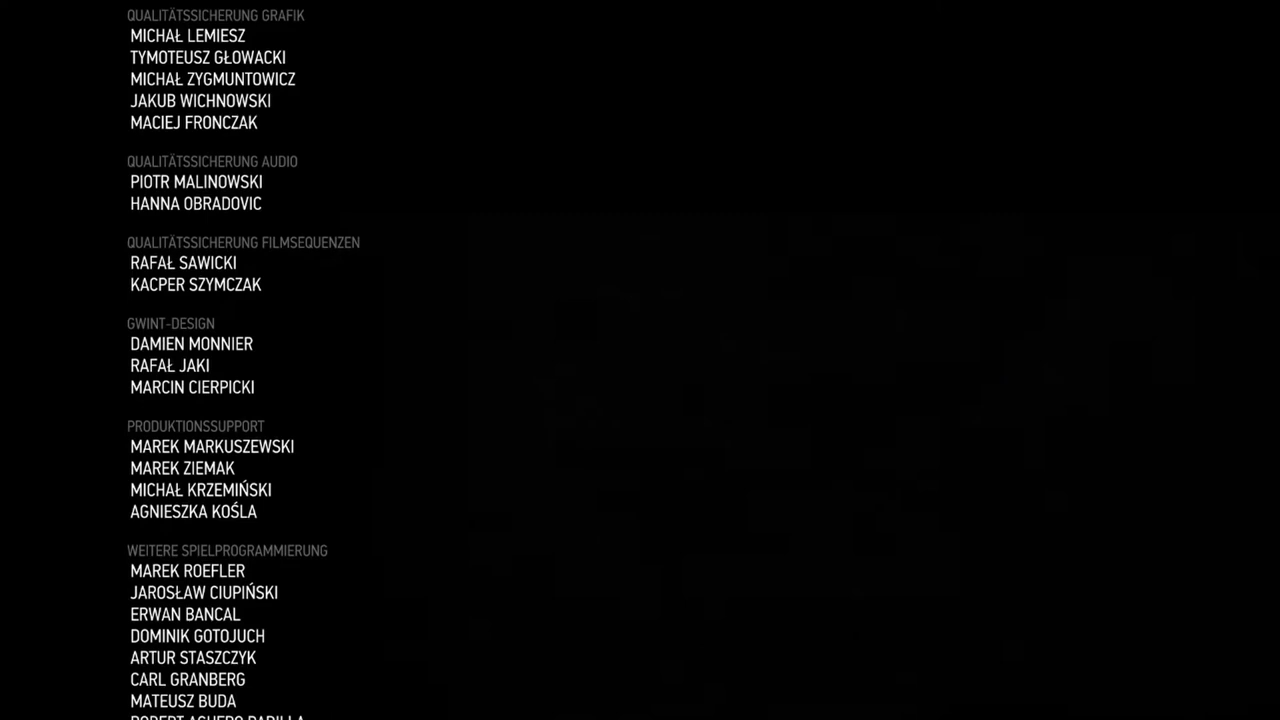 QUALITÄTSSICHERUNG GRAFIK
MICHAŁ LEMIESZ
TYMOTEUSZ GŁOWACKI
MICHAŁ ZYGMUNTOWICZ
JAKUB WICHNOWSKI
MACIEJ FRONCZAK
QUALITÄTSSICHERUNG AUDIO
PIOTR MALINOWSKI
HANNA OBRADOVIC
QUALITÄTSSICHERUNG FILMSEQUENZEN
RAFAŁ SAWICKI
KACPER SZYMCZAK
GWINT-DESIGN
DAMIEN MONNIER
RAFAŁ JAKI
MARCIN CIERPICKI
PRODUKTIONSSUPPORT
MAREK MARKUSZEWSKI
MAREK ZIEMAK
MICHAŁ KRZEMIŃSKI
AGNIESZKA KOŚLA
WEITERE SPIELPROGRAMMIERUNG
MAREK ROEFLER
JAROSŁAW CIUPIŃSKI
ERWAN BANCAL
DOMINIK GOTOJUCH
ARTUR STASZCZYK
CARL GRANBERG
MATEUSZ BUDA